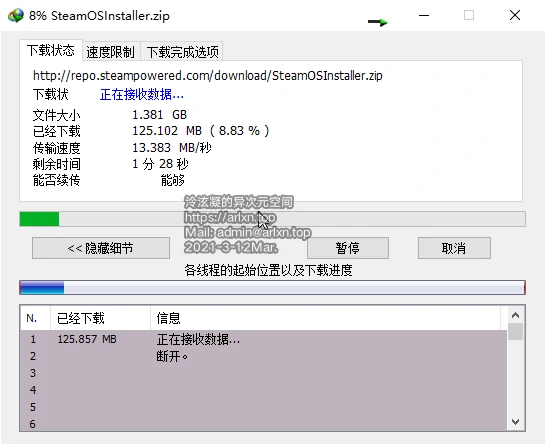 8% SteamOSInstaller.zip
下载状态 速度限制 下载完成选项
http://repo.steampowered.com/download/SteamOSInstaller.zip
下载状 正在接收数据...
文件大小 1.381 GB
已经下载 125.102 MB ( 8.83 % )
传输速度 13.383 MB/秒
剩余时间 1 分 28 秒
能否续传 能够
泠泫凝的异次元空间
https://arlxn.top
Mail: admin@arlxn.top
2021-3-12Mar.
<< 隐藏细节 暂停 取消
各线程的起始位置以及下载进度
N. 已经下载 信息
1 125.857 MB 正在接收数据...
2 断开。
3
4
5
6